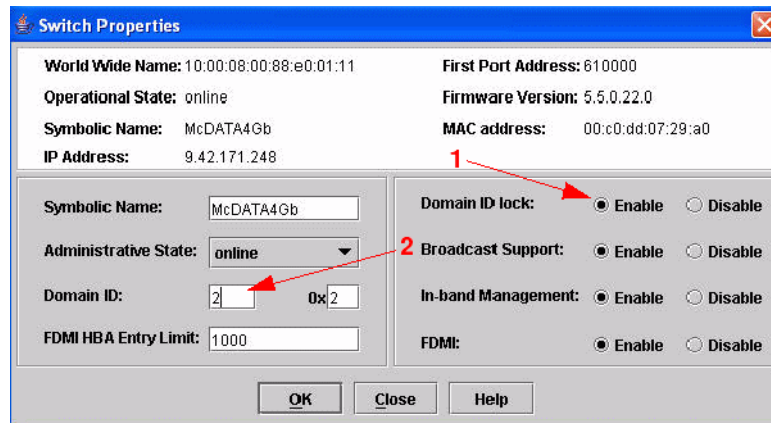 Switch Properties
World Wide Name: 10:00:08:00:88:e0:01:11
First Port Address: 610000
Operational State: online
Firmware Version: 5.5.0.22.0
Symbolic Name: McDATA4Gb
MAC address: 00:c0:dd:07:29:a0
IP Address: 9.42.171.248
1
Symbolic Name: McDATA4Gb
Domain ID lock: Enable Disable
Administrative State: online
2
Broadcast Support: Enable Disable
Domain ID: 2 0x 2
In-band Management: Enable Disable
FDMI HBA Entry Limit: 1000
FDMI: Enable Disable
OK Close Help